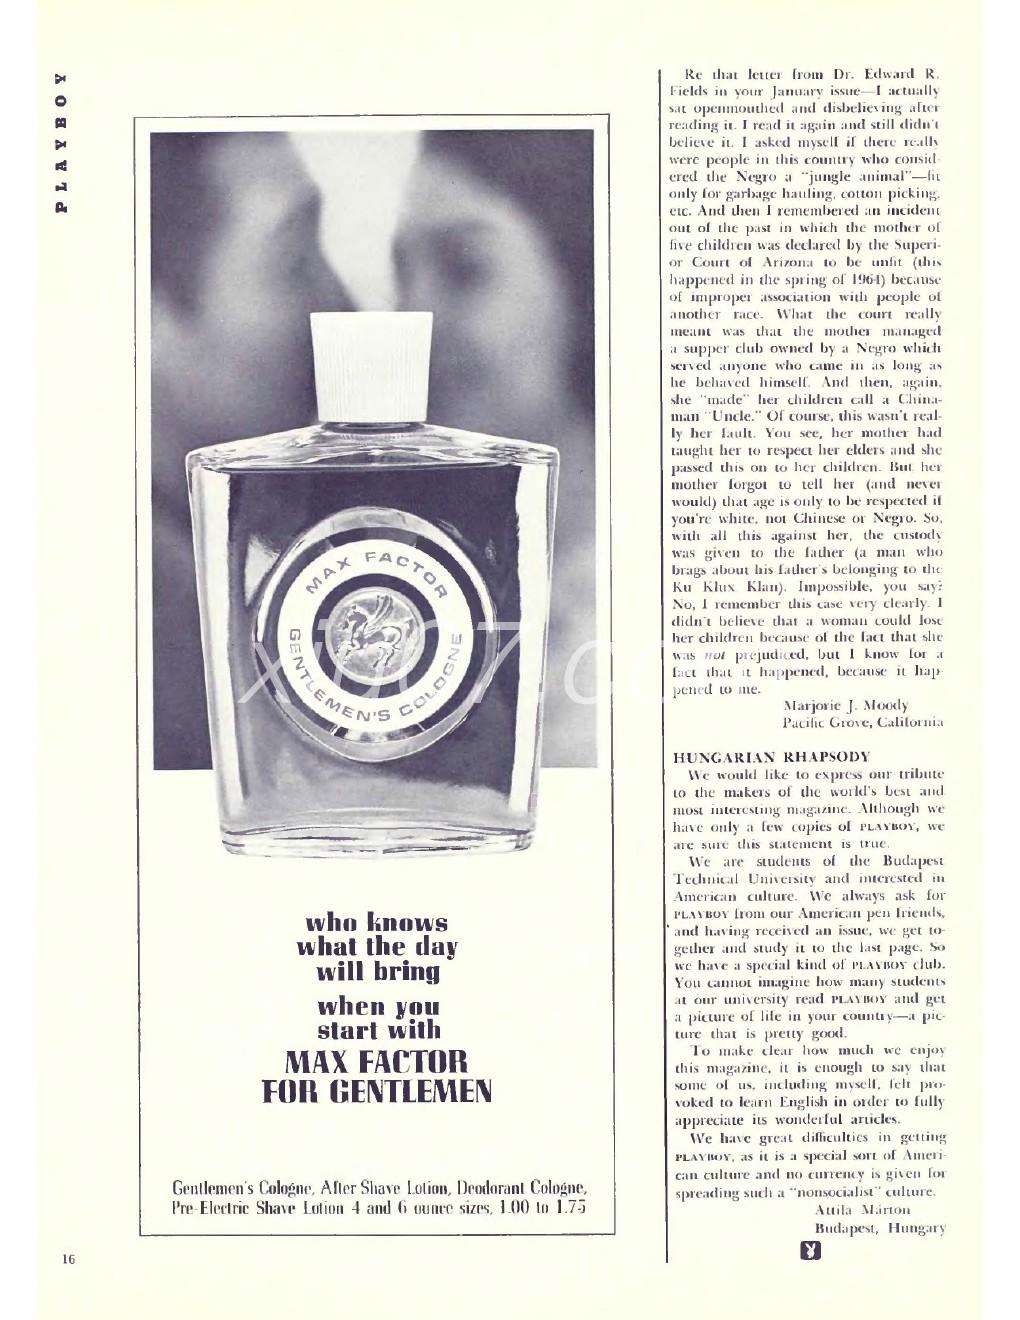 PLAYBOY
MAX FACTOR
GENTLEMEN'S COLOGNE
who knows
what the day
will bring
when you
start with
MAX FACTOR
FOR GENTLEMEN
Gentlemen's Cologne, After Shave Lotion, Deodorant Cologne,
Pre-Electric Shave Lotion 4 and 6 ounce sizes, 1.00 to 1.75
16
Re that letter from Dr. Edward R.
Fields in your January issue—I actually
sat openmouthed and disbelieving after
reading it. I read it again and still didn't
believe it. I asked myself if there really
were people in this country who consid-
ered the Negro a "jungle animal"—fit
only for garbage hauling, cotton picking,
etc. And then I remembered an incident
out of the past in which the mother of
five children was declared by the Superi-
or Court of Arizona to be unfit (this
happened in the spring of 1964) because
of improper association with people of
another race. What the court really
meant was that the mother managed
a supper club owned by a Negro which
served anyone who came in as long as
he behaved himself. And then, again,
she "made" her children call a China-
man "Uncle." Of course, this wasn't real-
ly her fault. You see, her mother had
taught her to respect her elders and she
passed this on to her children. But her
mother forgot to tell her (and never
would) that age is only to be respected if
you're white, not Chinese or Negro. So,
with all this against her, the custody
was given to the father (a man who
brags about his father's belonging to the
Ku Klux Klan). Impossible, you say?
No, I remember this case very clearly. I
didn't believe that a woman could lose
her children because of the fact that she
was not prejudiced, but I know for a
fact that it happened, because it hap-
pened to me.
Marjorie J. Moody
Pacific Grove, California
HUNGARIAN RHAPSODY
We would like to express our tribute
to the makers of the world's best and
most interesting magazine. Although we
have only a few copies of PLAYBOY, we
are sure this statement is true.
We are students of the Budapest
Technical University and interested in
American culture. We always ask for
PLAYBOY from our American pen friends,
and having received an issue, we get to-
gether and study it to the last page. So
we have a special kind of PLAYBOY club.
You cannot imagine how many students
at our university read PLAYBOY and get
a picture of life in your country—a pic-
ture that is pretty good.
To make clear how much we enjoy
this magazine, it is enough to say that
some of us, including myself, felt pro-
voked to learn English in order to fully
appreciate its wonderful articles.
We have great difficulties in getting
PLAYBOY, as it is a special sort of Ameri-
can culture and no currency is given for
spreading such a "nonsocialist" culture.
Attila Márton
Budapest, Hungary